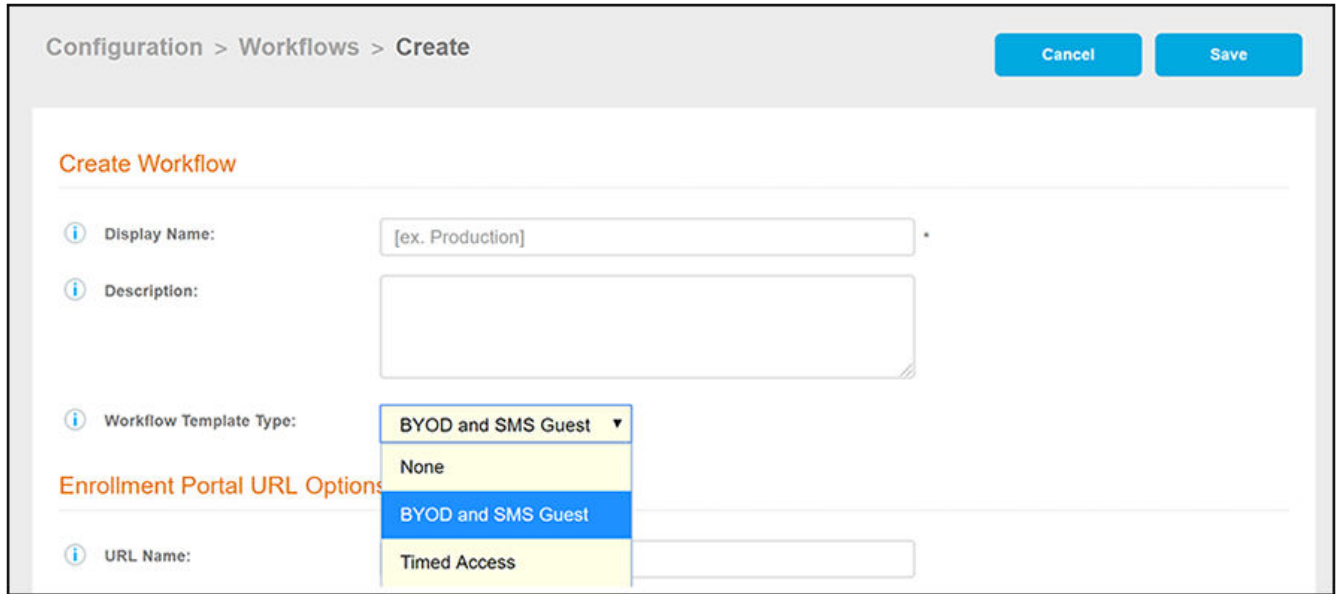 Configuration > Workflows > Create
Cancel
Save
Create Workflow
i Display Name: [ex. Production] *
i Description:
i Workflow Template Type: BYOD and SMS Guest ▼
None
Enrollment Portal URL Options
BYOD and SMS Guest
i URL Name:
Timed Access